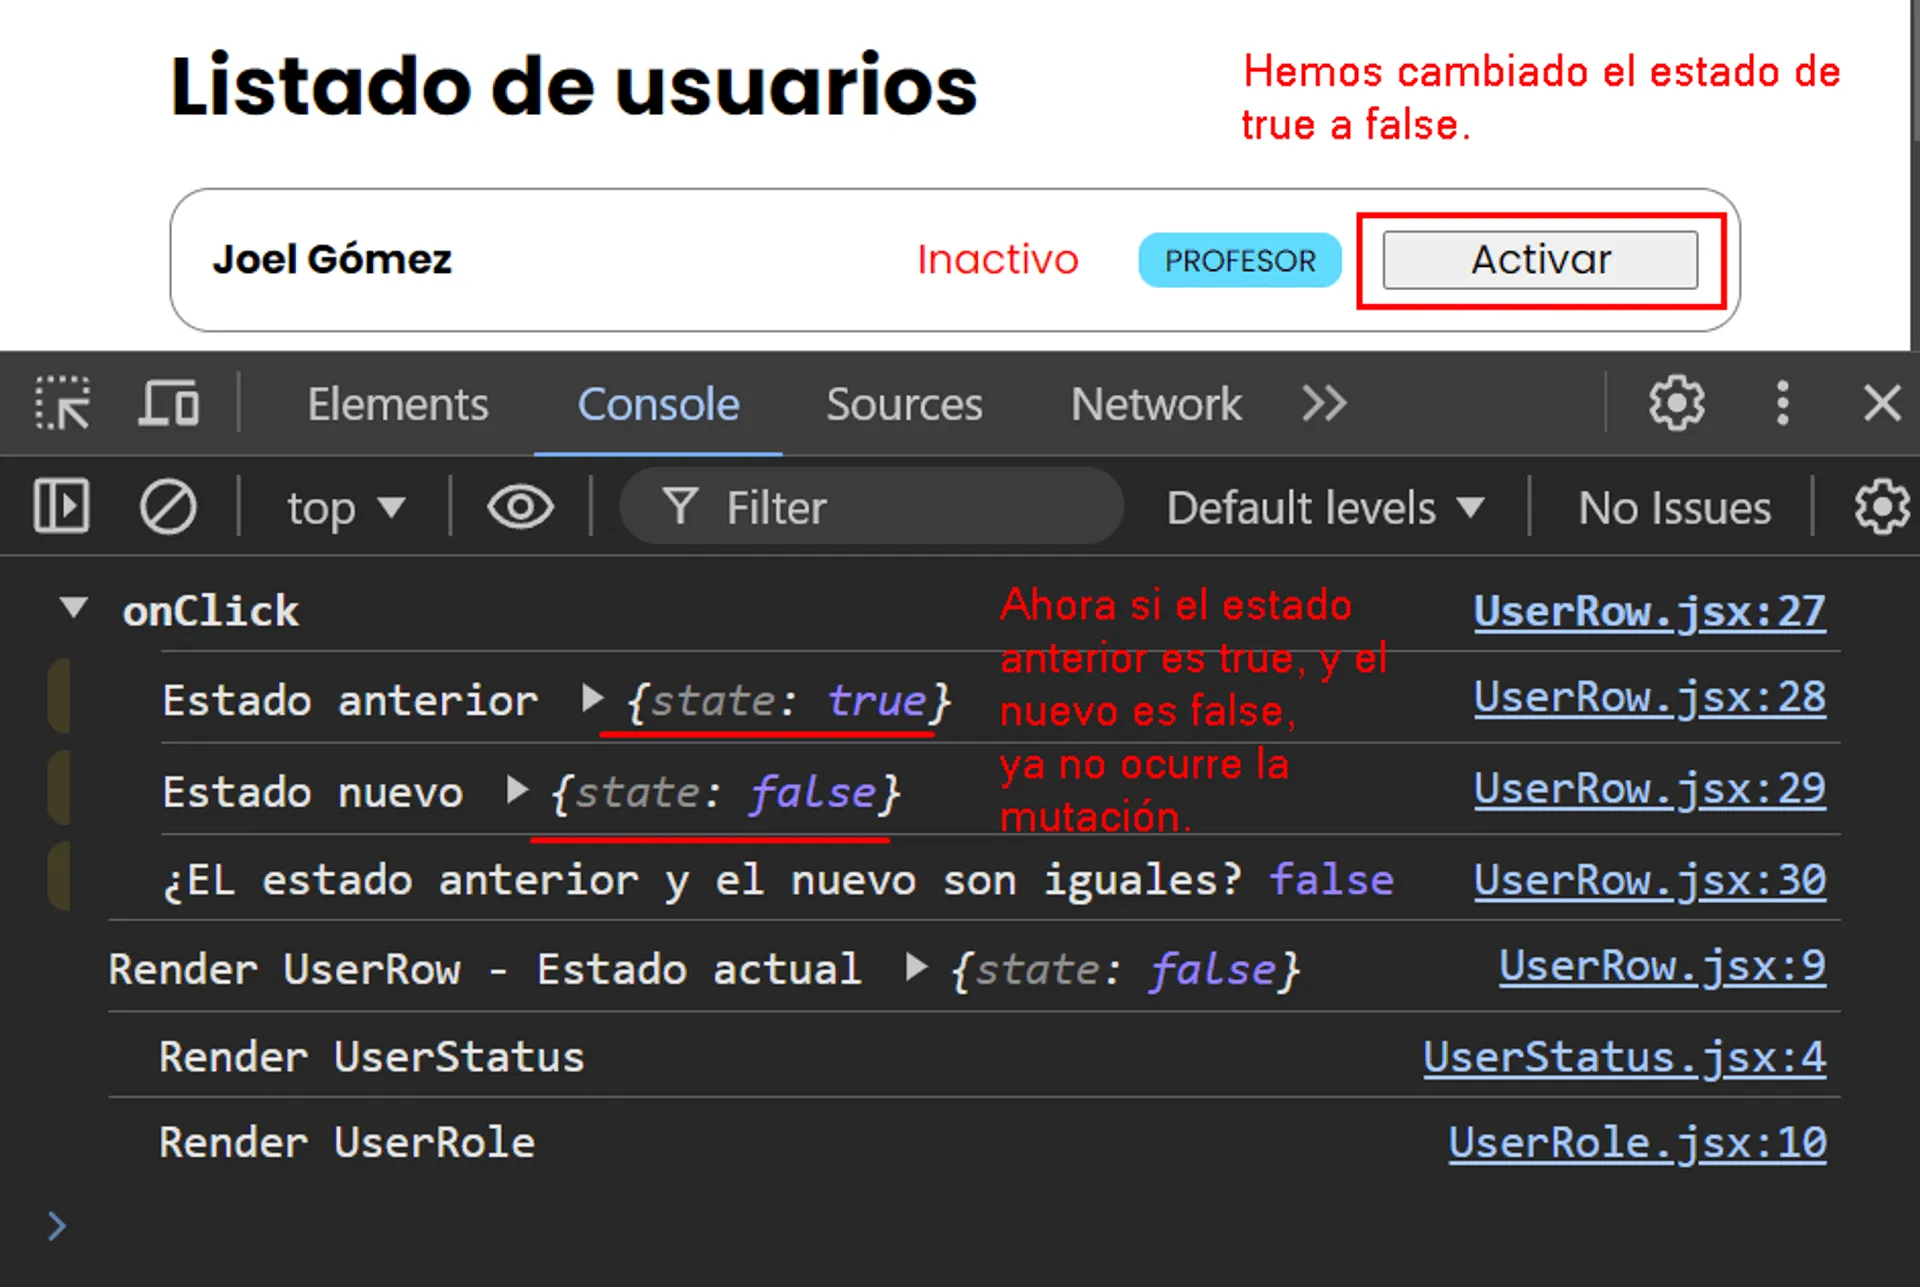 Listado de usuarios
Hemos cambiado el estado de
true a false.
Joel Gómez
Inactivo
PROFESOR
Activar
Elements
Console
Sources
Network
top
Filter
Default levels
No Issues
onClick
UserRow.jsx:27
Estado anterior {state: true}
UserRow.jsx:28
Estado nuevo {state: false}
UserRow.jsx:29
Ahora si el estado
anterior es true, y el
nuevo es false,
ya no ocurre la
mutación.
¿EL estado anterior y el nuevo son iguales? false
UserRow.jsx:30
Render UserRow - Estado actual {state: false}
UserRow.jsx:9
Render UserStatus
UserStatus.jsx:4
Render UserRole
UserRole.jsx:10